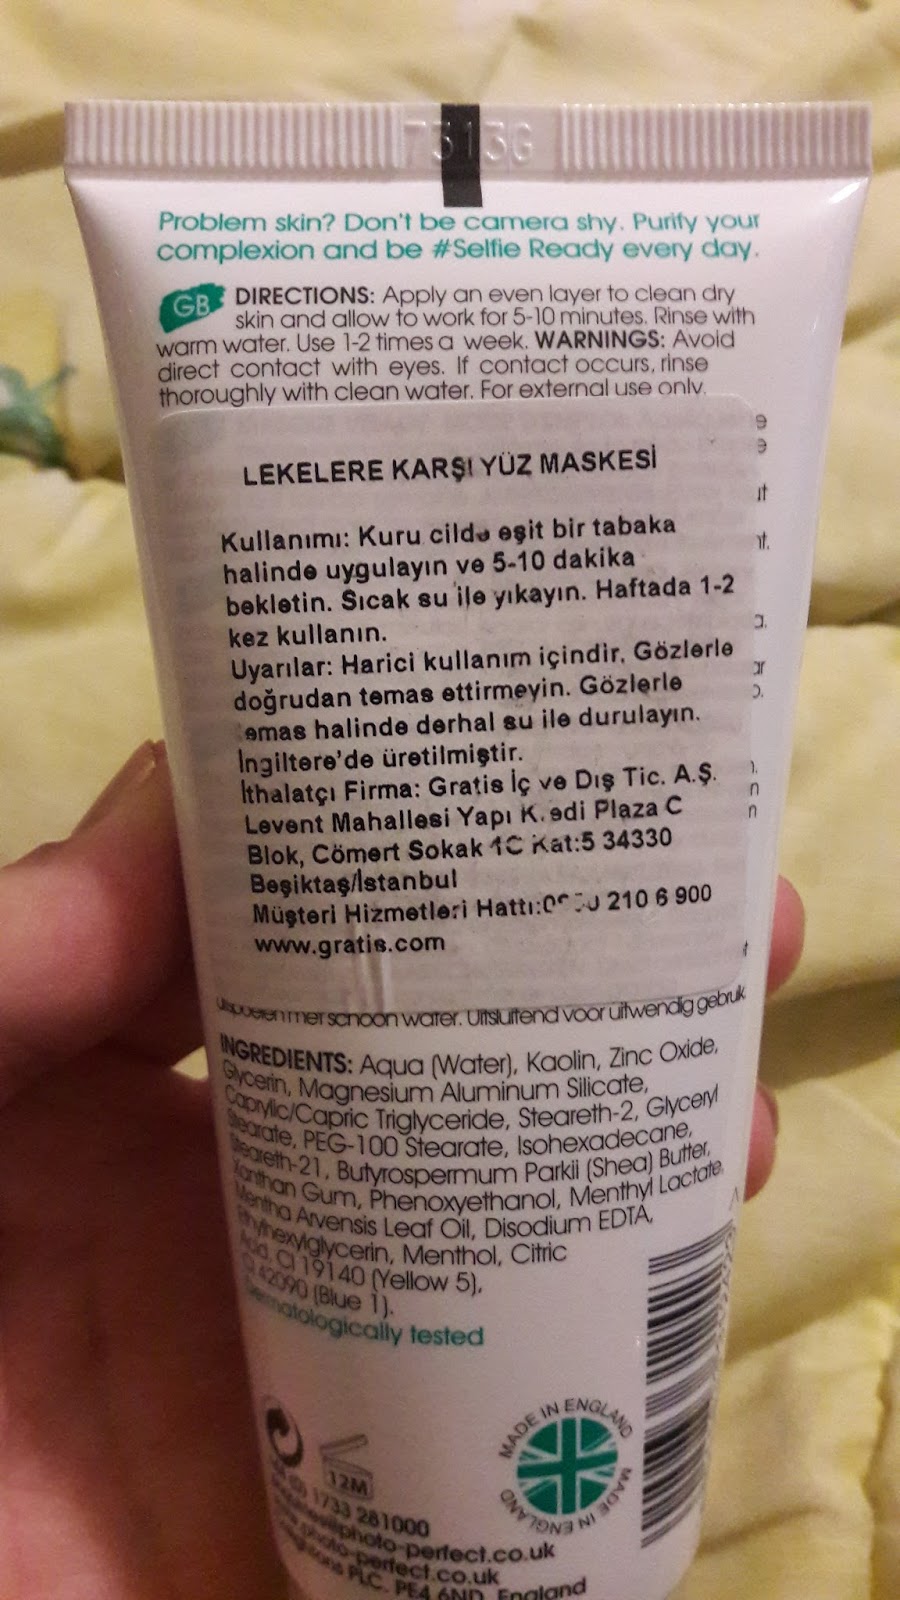 7313G
Problem skin? Don't be camera shy. Purify your
complexion and be #Selfie Ready every day.
GB DIRECTIONS: Apply an even layer to clean dry
skin and allow to work for 5-10 minutes. Rinse with
warm water. Use 1-2 times a week. WARNINGS: Avoid
direct contact with eyes. If contact occurs, rinse
thoroughly with clean water. For external use only.
LEKELERE KARŞI YÜZ MASKESİ
Kullanımı: Kuru cilde eşit bir tabaka
halinde uygulayın ve 5-10 dakika
bekletin. Sıcak su ile yıkayın. Haftada 1-2
kez kullanın.
Uyarılar: Harici kullanım içindir. Gözlerle
doğrudan temas ettirmeyin. Gözlerle
temas halinde derhal su ile durulayın.
İngiltere'de üretilmiştir.
İthalatçı Firma: Gratis İç ve Dış Tic. A.Ş.
Levent Mahallesi Yapı K.edi Plaza C
Blok, Cömert Sokak 1C Kat:5 34330
Beşiktaş/İstanbul
Müşteri Hizmetleri Hattı: 210 6 900
www.gratis.com
met schoon water. Uitsluitend voor uitwendig gebruik
INGREDIENTS: Aqua (Water), Kaolin, Zinc Oxide,
Glycerin, Magnesium Aluminum Silicate,
Caprylic/Capric Triglyceride, Steareth-2, Glyceryl
Stearate, PEG-100 Stearate, Isohexadecane,
Steareth-21, Butyrospermum Parkii (Shea) Butter,
Xanthan Gum, Phenoxyethanol, Menthyl Lactate,
Mentha Arvensis Leaf Oil, Disodium EDTA,
Ethylhexylglycerin, Menthol, Citric
Acid, CI 19140 (Yellow 5),
CI 42090 (Blue 1).
Dermatologically tested
MADE IN ENGLAND
MADE IN ENGLAND
12M
1733 281000
photo-perfect.co.uk
photo-perfect.co.uk
PLC. PE4 6ND, England